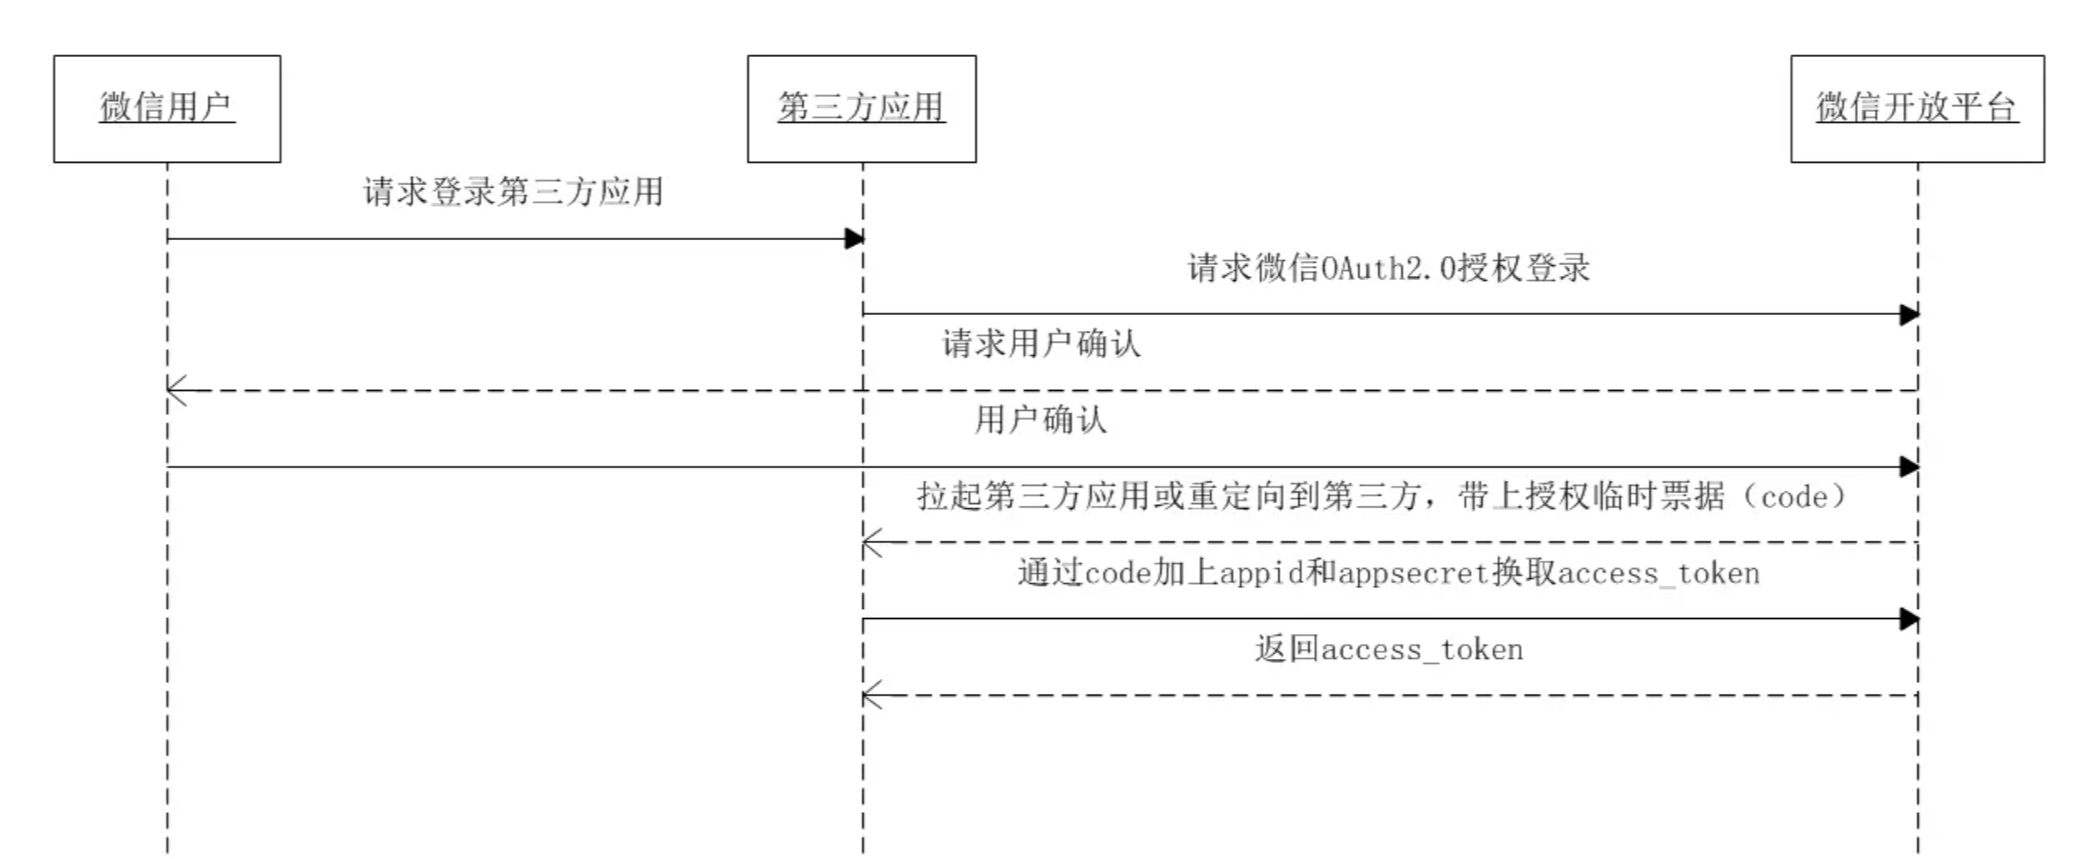 微信用户
第三方应用
微信开放平台
请求登录第三方应用
请求微信OAuth2.0授权登录
请求用户确认
用户确认
拉起第三方应用或重定向到第三方，带上授权临时票据（code）
通过code加上appid和appsecret换取access_token
返回access_token